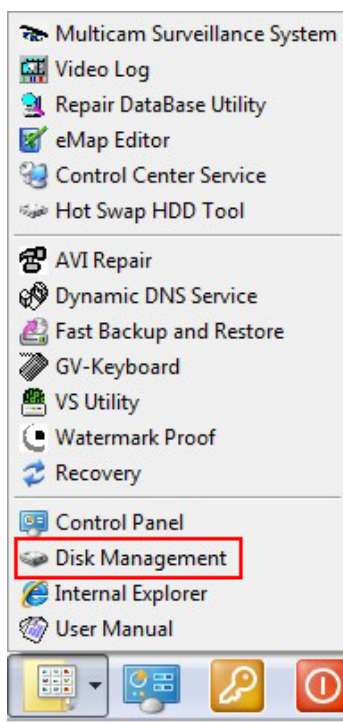 Multicam Surveillance System
Video Log
Repair DataBase Utility
eMap Editor
Control Center Service
Hot Swap HDD Tool
AVI Repair
Dynamic DNS Service
Fast Backup and Restore
GV-Keyboard
VS Utility
Watermark Proof
Recovery
Control Panel
Disk Management
Internal Explorer
User Manual